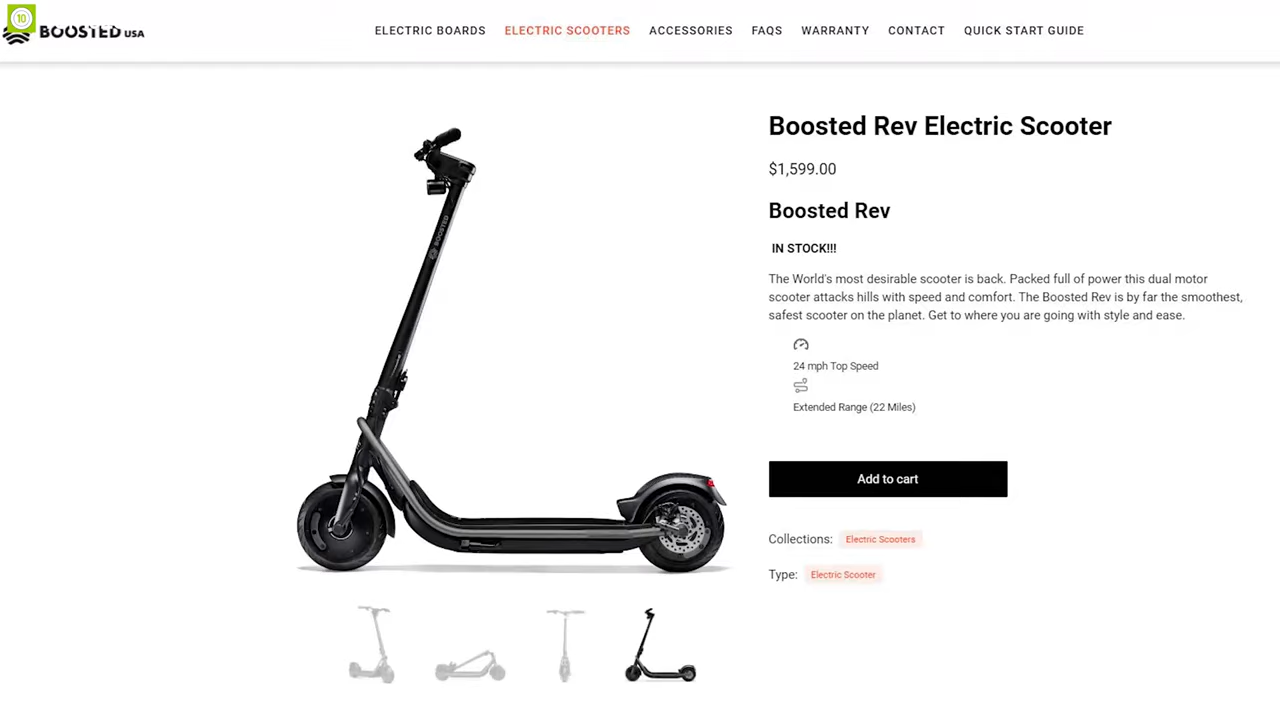 10
BOOSTED USA
ELECTRIC BOARDS ELECTRIC SCOOTERS ACCESSORIES FAQS WARRANTY CONTACT QUICK START GUIDE
Boosted Rev Electric Scooter
$1,599.00
Boosted Rev
IN STOCK!!!
The World's most desirable scooter is back. Packed full of power this dual motor
scooter attacks hills with speed and comfort. The Boosted Rev is by far the smoothest,
safest scooter on the planet. Get to where you are going with style and ease.
24 mph Top Speed
Extended Range (22 Miles)
Add to cart
Collections: Electric Scooters
Type: Electric Scooter
BOOSTED